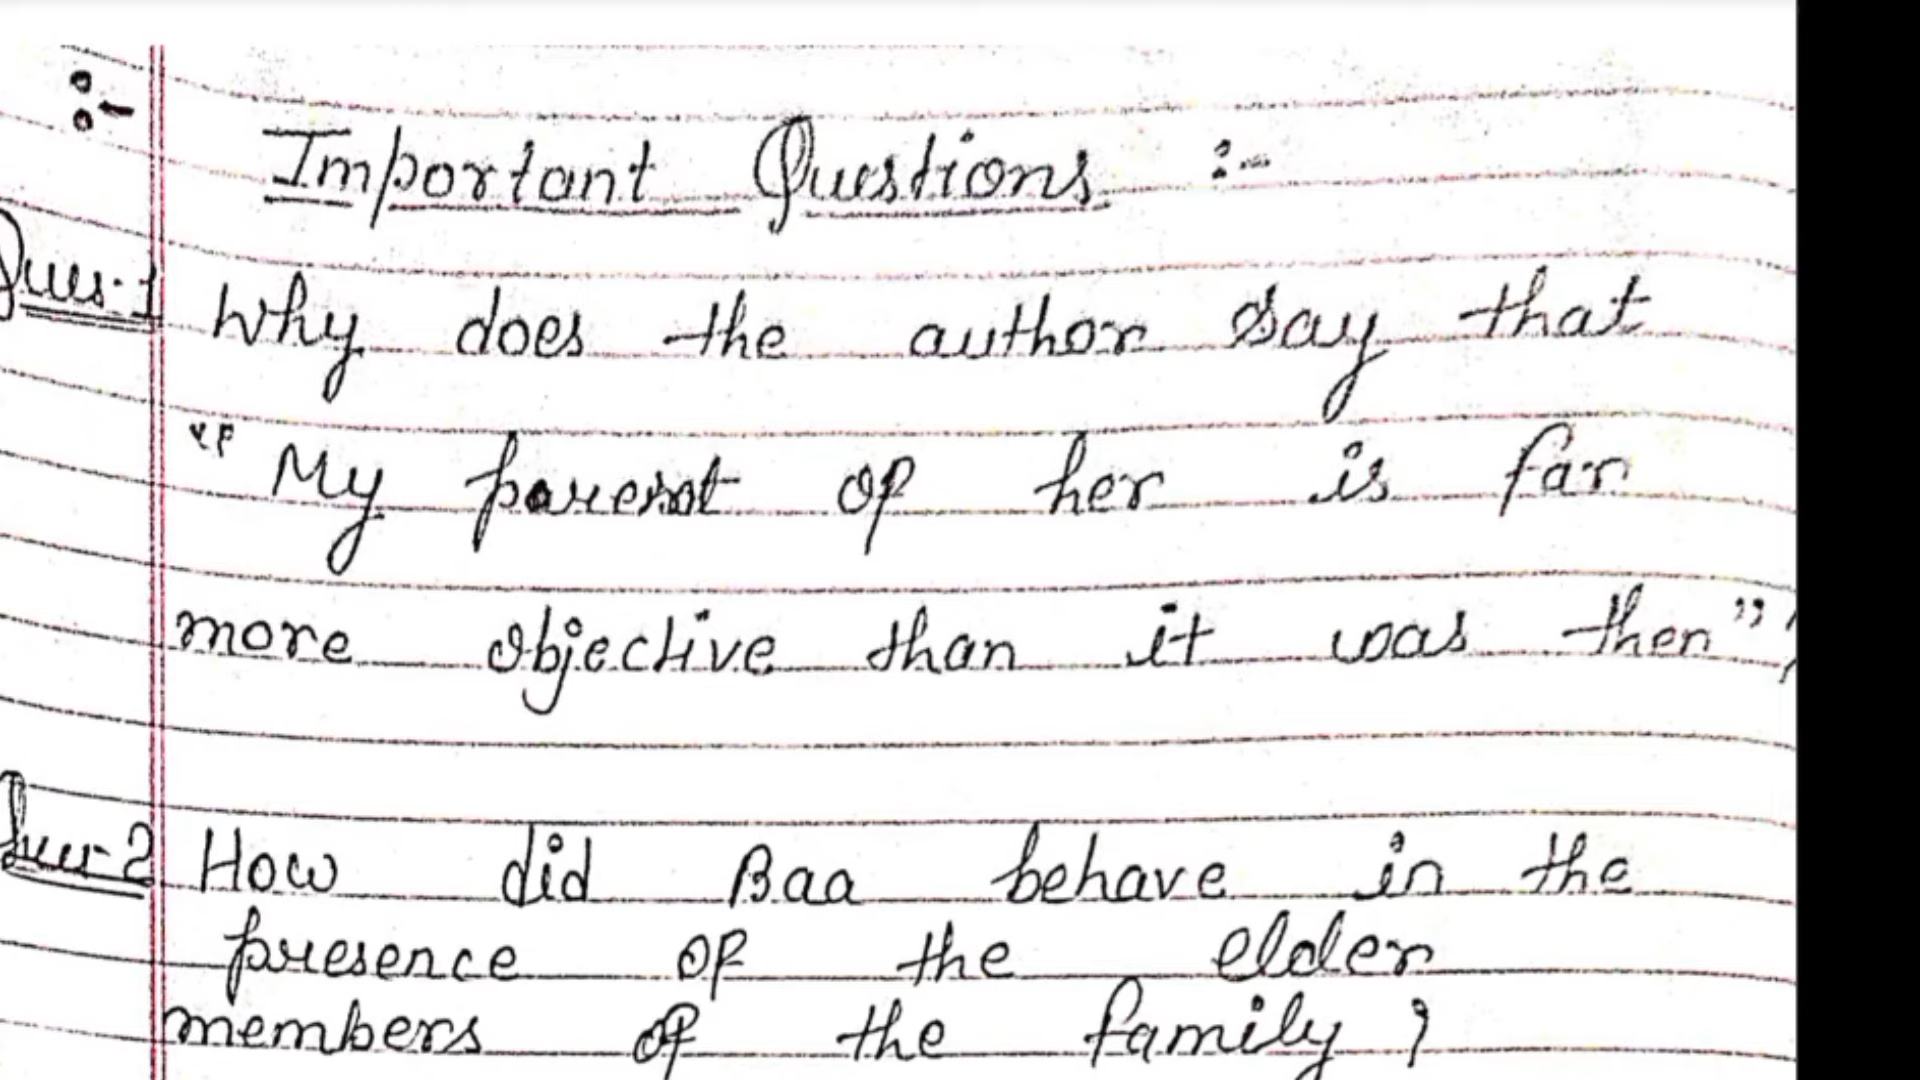 :-
Important Questions :-
Ques.1 Why does the author say that
"My parent of her is far
more objective than it was then"?
Ques-2 How did Baa behave in the
presence of the elder
members of the family?